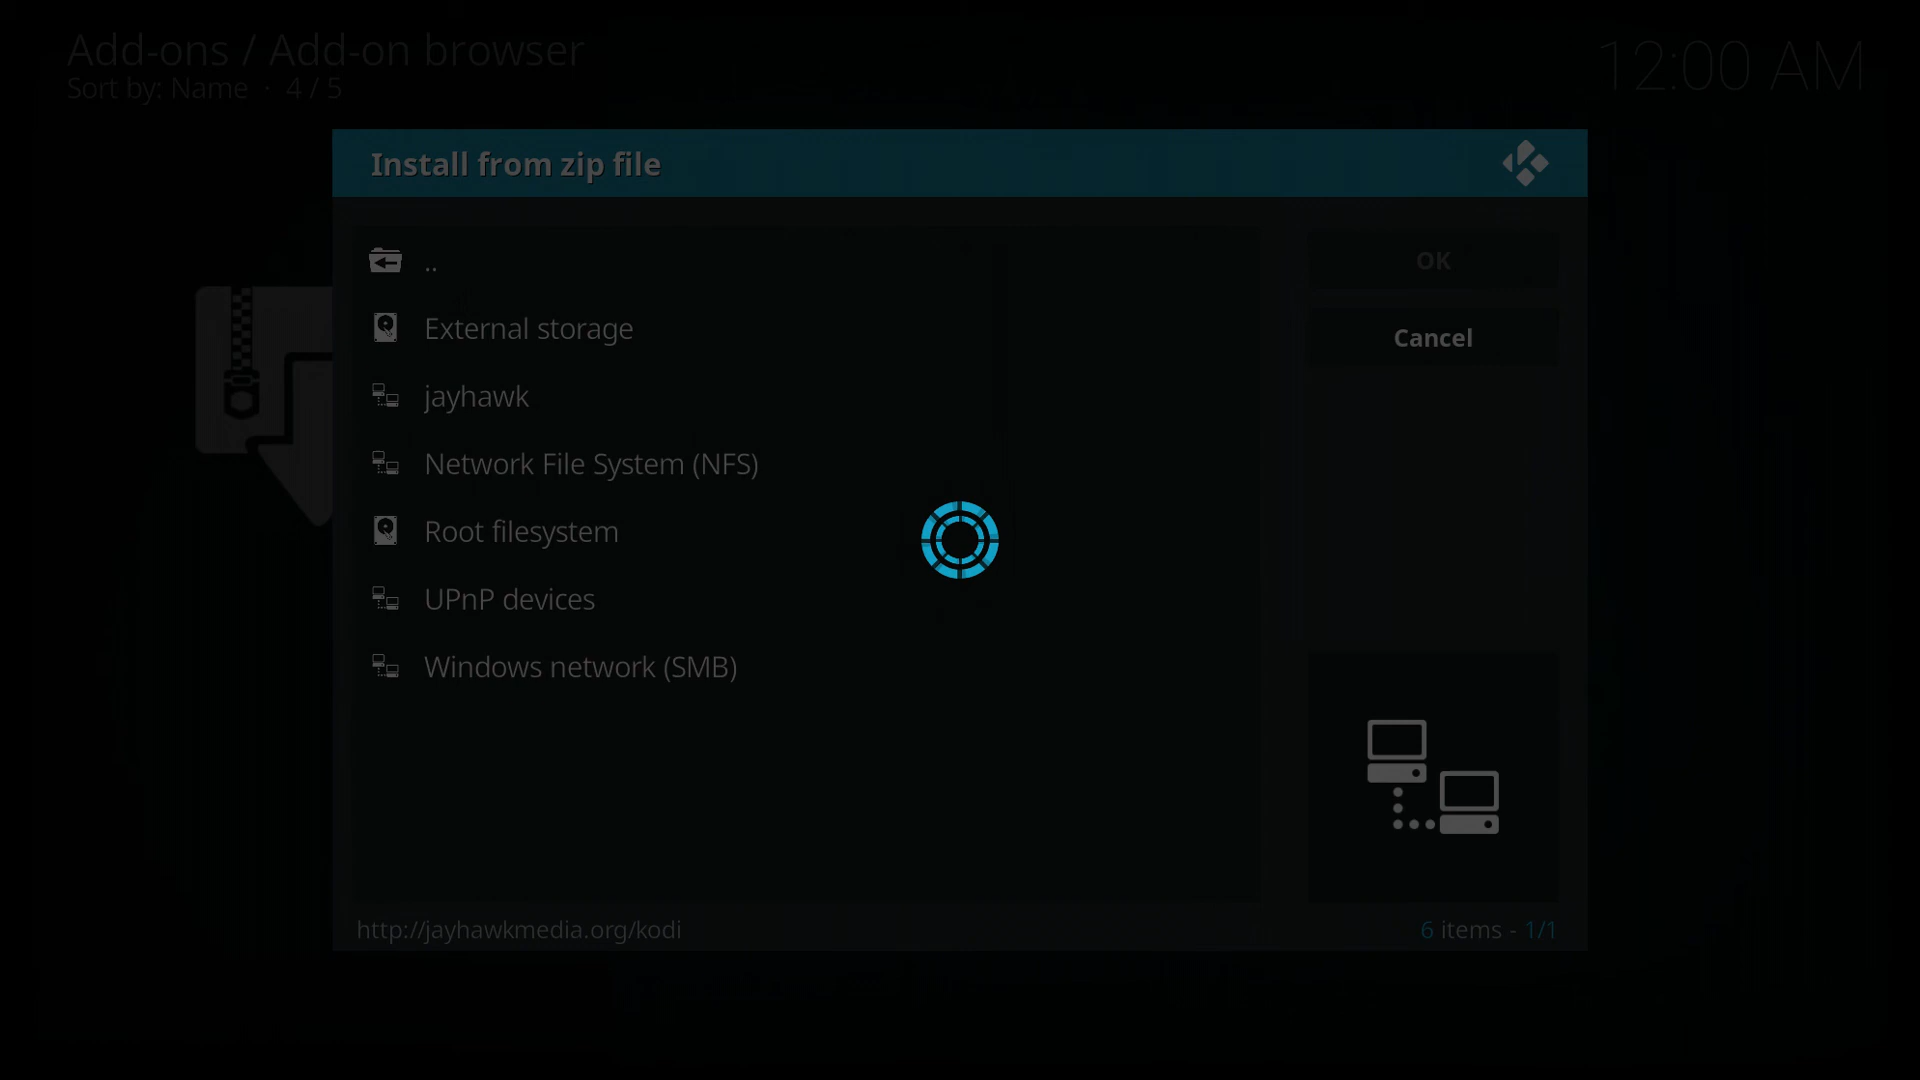 Add-ons / Add-on browser
Sort by: Name · 4 / 5
12:00 AM
Install from zip file
..
External storage
jayhawk
Network File System (NFS)
Root filesystem
UPnP devices
Windows network (SMB)
OK
Cancel
http://jayhawkmedia.org/kodi
6 items - 1/1